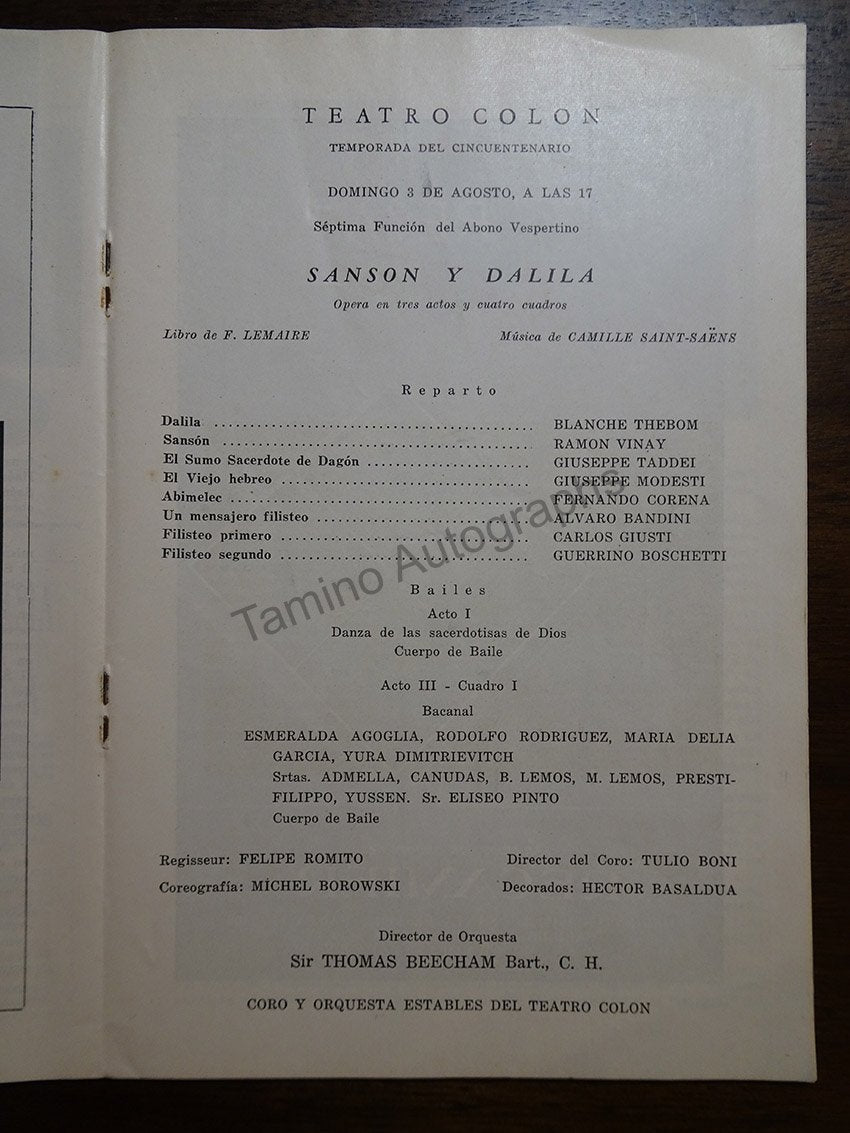 TEATRO COLON
TEMPORADA DEL CINCUENTENARIO
DOMINGO 3 DE AGOSTO, A LAS 17
Séptima Función del Abono Vespertino
SANSON Y DALILA
Opera en tres actos y cuatro cuadros
Libro de F. LEMAIRE Música de CAMILLE SAINT-SAËNS
Reparto
Dalila ........................................ BLANCHE THEBOM
Sansón ........................................ RAMON VINAY
El Sumo Sacerdote de Dagón ...................... GIUSEPPE TADDEI
El Viejo hebreo ................................ GIUSEPPE MODESTI
Abimelec ...................................... FERNANDO CORENA
Un mensajero filisteo ............................ ALVARO BANDINI
Filisteo primero ................................ CARLOS GIUSTI
Filisteo segundo ................................ GUERRINO BOSCHETTI
Tamino Autographs
Bailes
Acto I
Danza de las sacerdotisas de Dios
Cuerpo de Baile
Acto III - Cuadro I
Bacanal
ESMERALDA AGOGLIA, RODOLFO RODRIGUEZ, MARIA DELIA
GARCIA, YURA DIMITRIEVITCH
Srtas. ADMELLA, CANUDAS, B. LEMOS, M. LEMOS, PRESTI-
FILIPPO, YUSSEN. Sr. ELISEO PINTO
Cuerpo de Baile
Regisseur: FELIPE ROMITO Director del Coro: TULIO BONI
Coreografía: MICHEL BOROWSKI Decorados: HECTOR BASALDUA
Director de Orquesta
Sir THOMAS BEECHAM Bart., C. H.
CORO Y ORQUESTA ESTABLES DEL TEATRO COLON